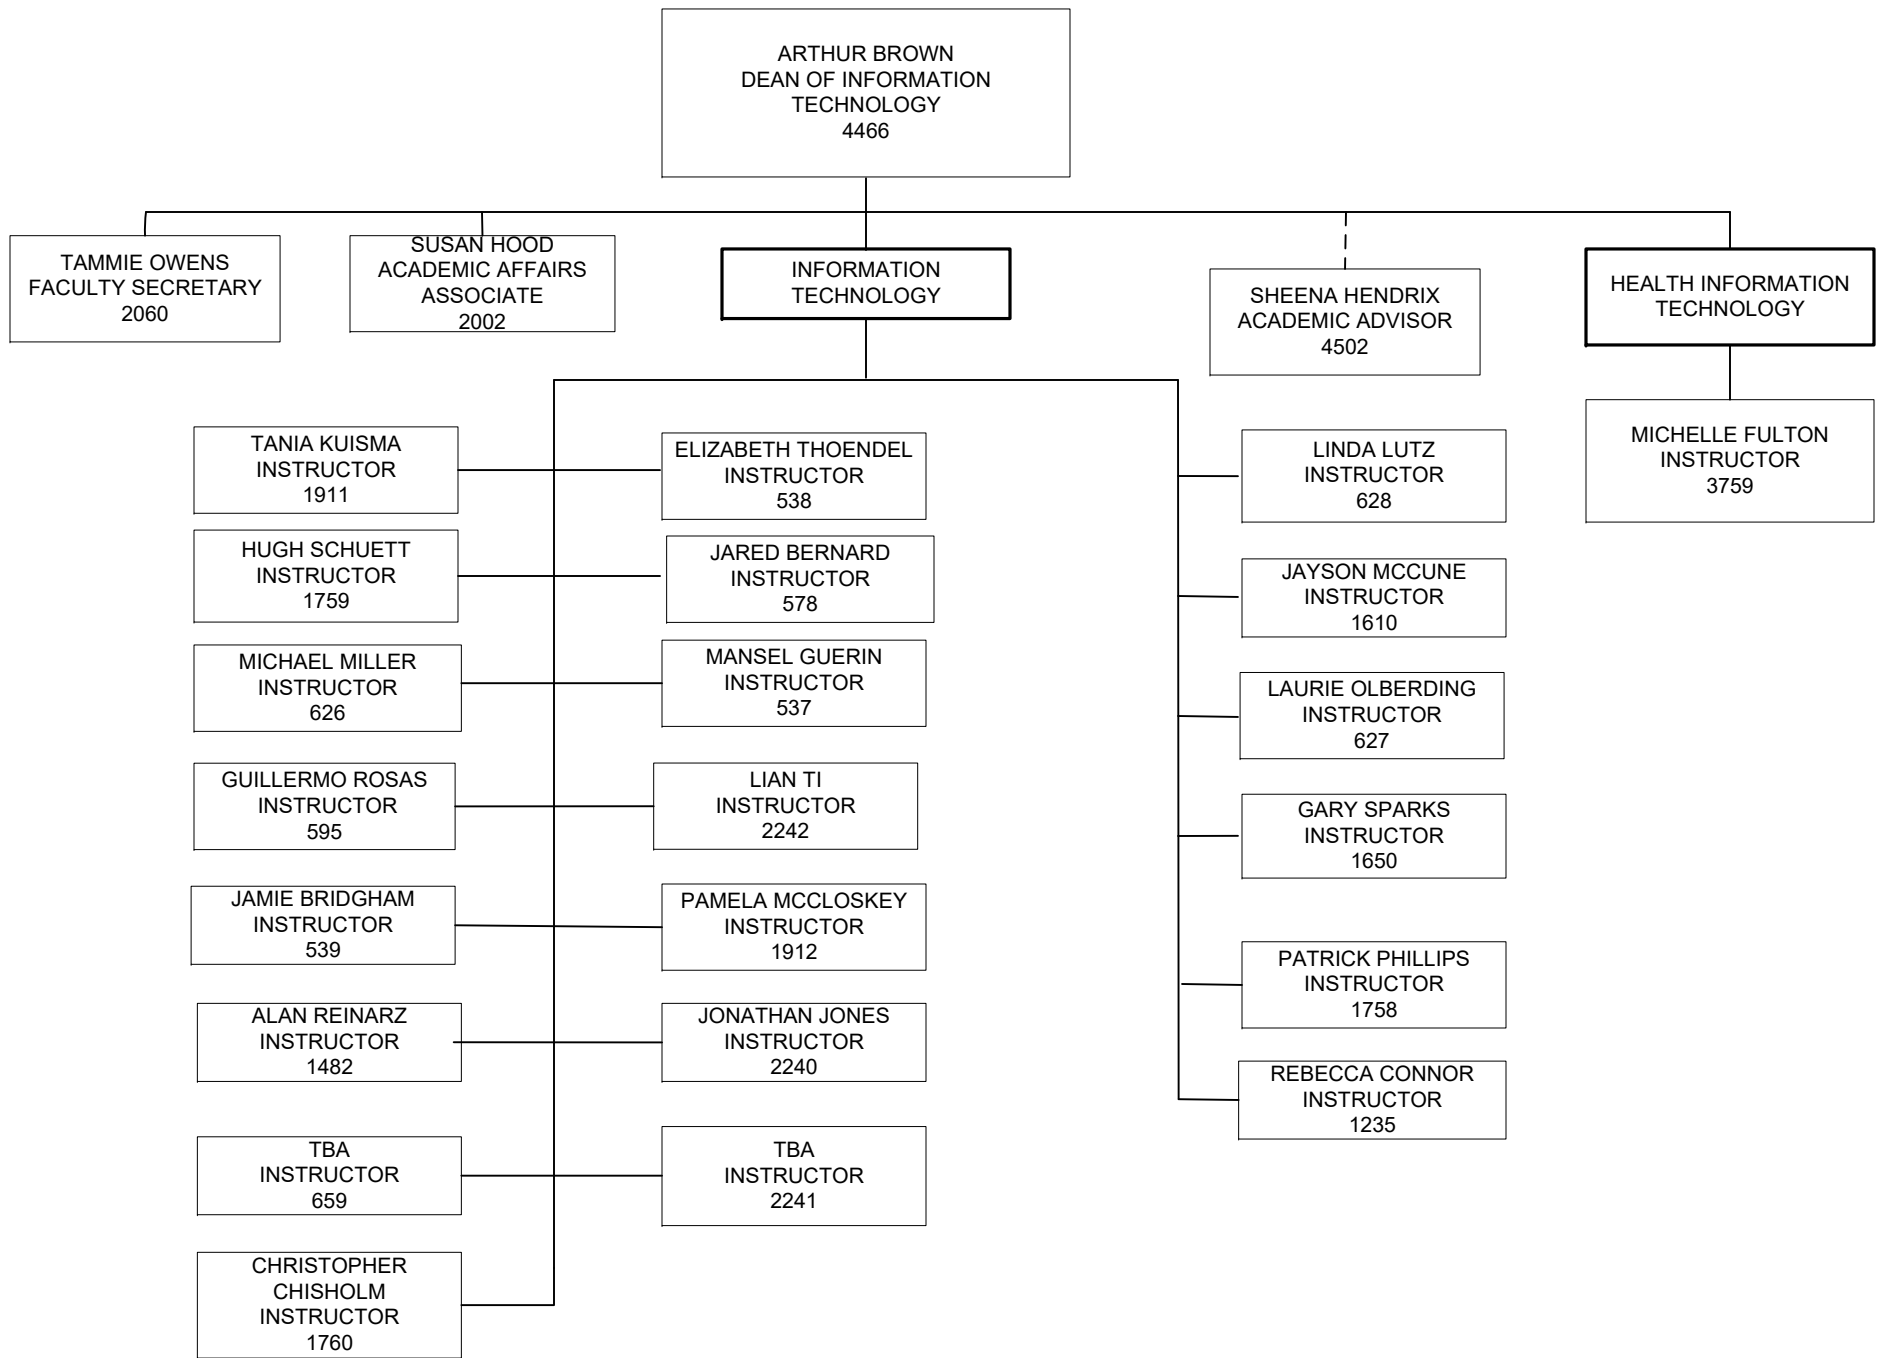 ARTHUR BROWN
DEAN OF INFORMATION
TECHNOLOGY
4466
TAMMIE OWENS
FACULTY SECRETARY
2060
SUSAN HOOD
ACADEMIC AFFAIRS
ASSOCIATE
2002
INFORMATION
TECHNOLOGY
SHEENA HENDRIX
ACADEMIC ADVISOR
4502
HEALTH INFORMATION
TECHNOLOGY
TANIA KUISMA
INSTRUCTOR
1911
ELIZABETH THOENDEL
INSTRUCTOR
538
LINDA LUTZ
INSTRUCTOR
628
MICHELLE FULTON
INSTRUCTOR
3759
HUGH SCHUETT
INSTRUCTOR
1759
JARED BERNARD
INSTRUCTOR
578
JAYSON MCCUNE
INSTRUCTOR
1610
MICHAEL MILLER
INSTRUCTOR
626
MANSEL GUERIN
INSTRUCTOR
537
LAURIE OLBERDING
INSTRUCTOR
627
GUILLERMO ROSAS
INSTRUCTOR
595
LIAN TI
INSTRUCTOR
2242
GARY SPARKS
INSTRUCTOR
1650
JAMIE BRIDGHAM
INSTRUCTOR
539
PAMELA MCCLOSKEY
INSTRUCTOR
1912
PATRICK PHILLIPS
INSTRUCTOR
1758
ALAN REINARZ
INSTRUCTOR
1482
JONATHAN JONES
INSTRUCTOR
2240
REBECCA CONNOR
INSTRUCTOR
1235
TBA
INSTRUCTOR
659
TBA
INSTRUCTOR
2241
CHRISTOPHER
CHISHOLM
INSTRUCTOR
1760